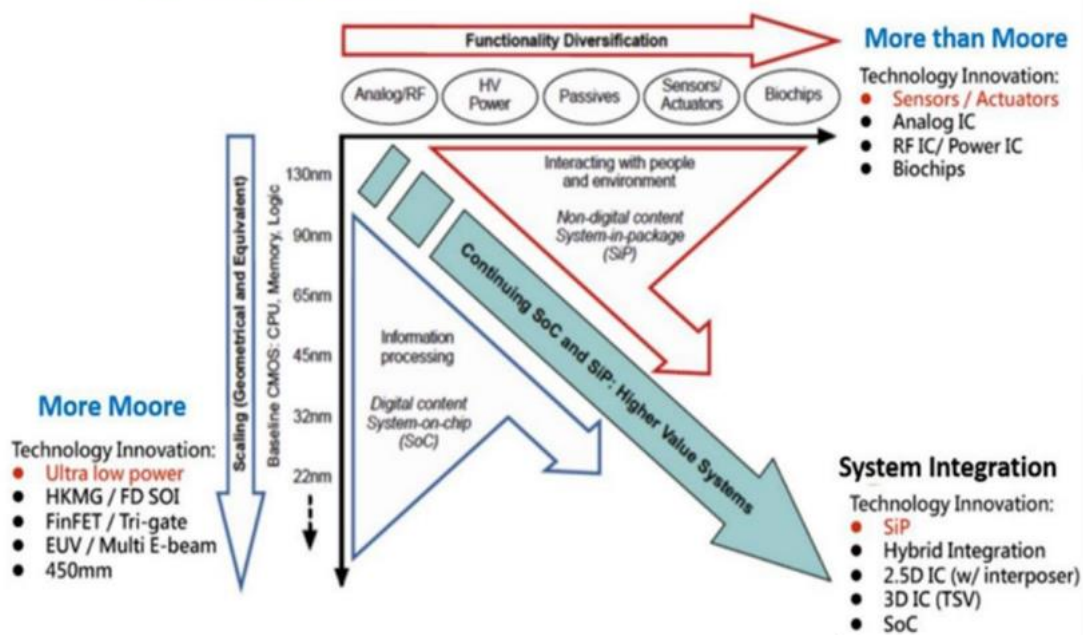 Functionality Diversification
More than Moore
Analog/RF
HV
Power
Passives
Sensors/
Actuators
Biochips
Technology Innovation:
Sensors / Actuators
Analog IC
RF IC/ Power IC
Biochips
Scaling (Geometrical and Equivalent)
Baseline CMOS: CPU, Memory, Logic
130nm
90nm
65nm
45nm
32nm
22nm
Interacting with people
and environment
Non-digital content
System-in-package
(SiP)
Continuing SoC and SiP: Higher Value Systems
Information
processing
Digital content
System-on-chip
(SoC)
More Moore
Technology Innovation:
Ultra low power
HKMG / FD SOI
FinFET / Tri-gate
EUV / Multi E-beam
450mm
System Integration
Technology Innovation:
SiP
Hybrid Integration
2.5D IC (w/ interposer)
3D IC (TSV)
SoC